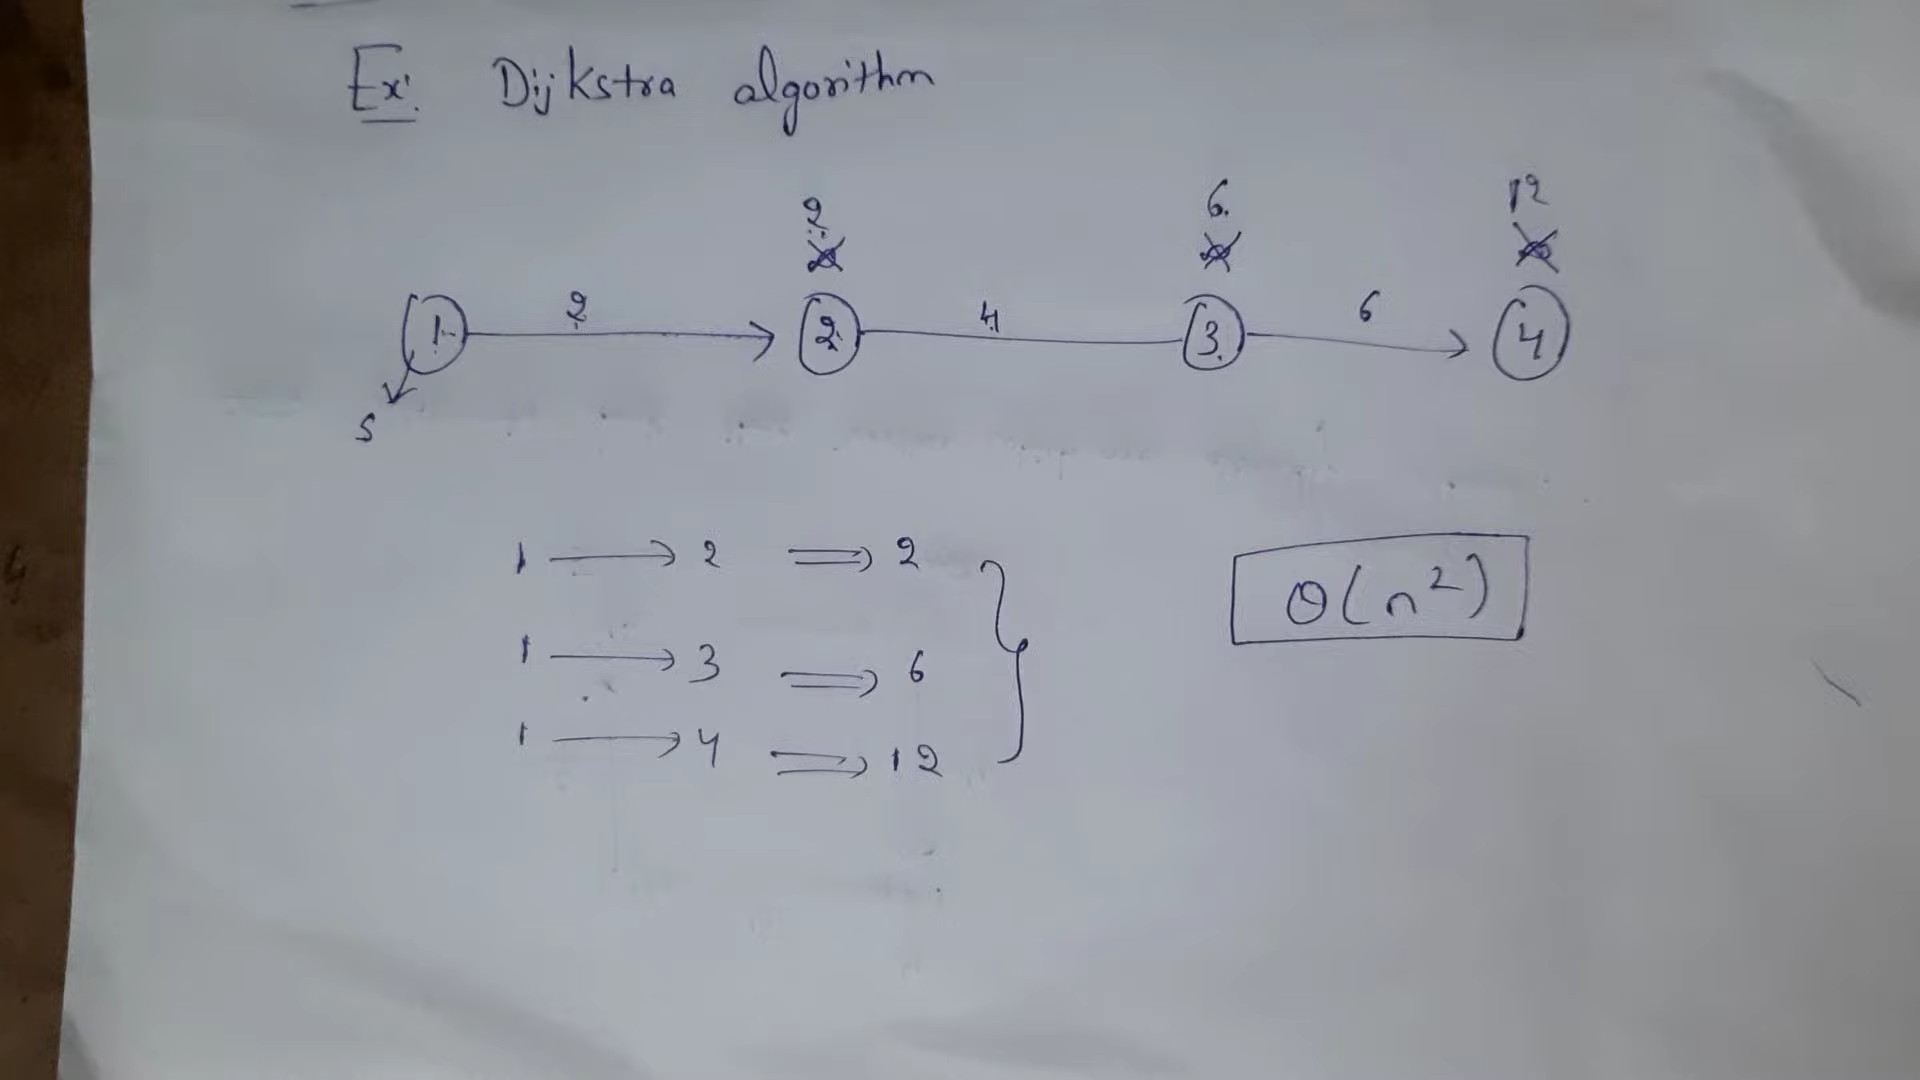 Ex: Dijkstra algorithm
2 6 12
∞ ∞ ∞
1 2 2 4 3 6 4
S
1 → 2 ⇒ 2
1 → 3 ⇒ 6
1 → 4 ⇒ 12
Θ(n²)